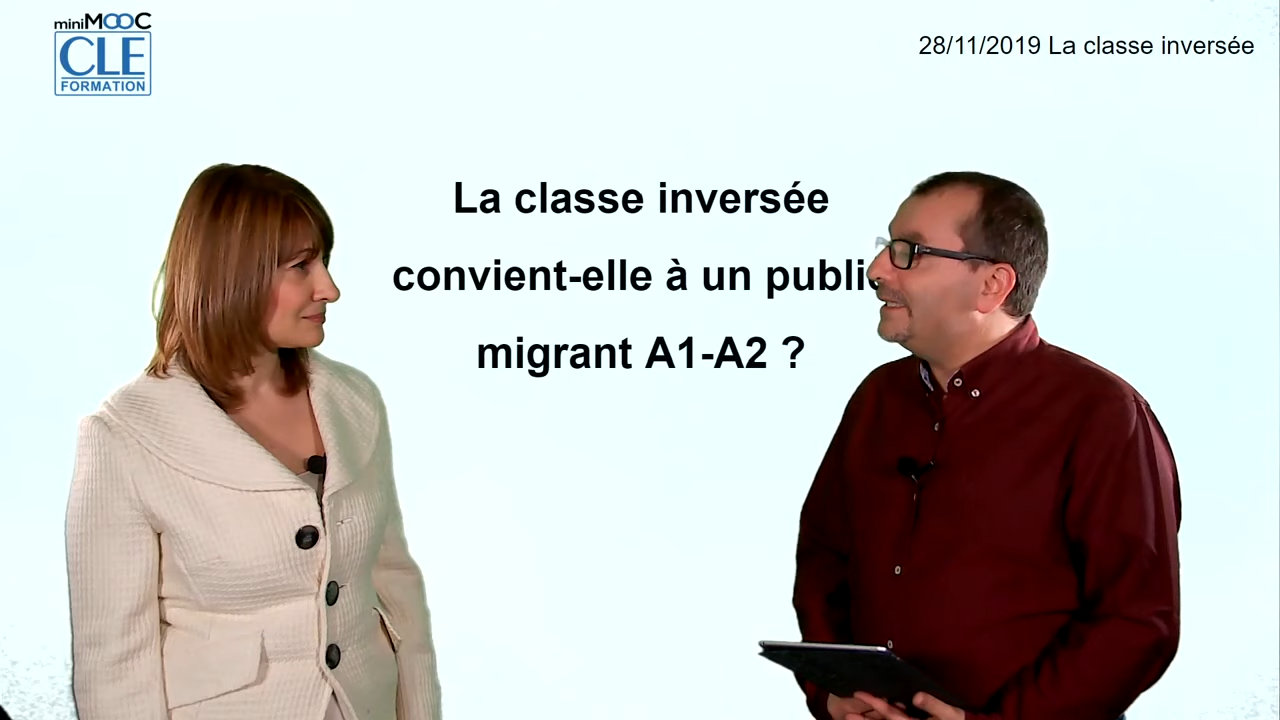 miniMOOC
CLE
FORMATION
28/11/2019 La classe inversée
La classe inversée
convient-elle à un public
migrant A1-A2 ?